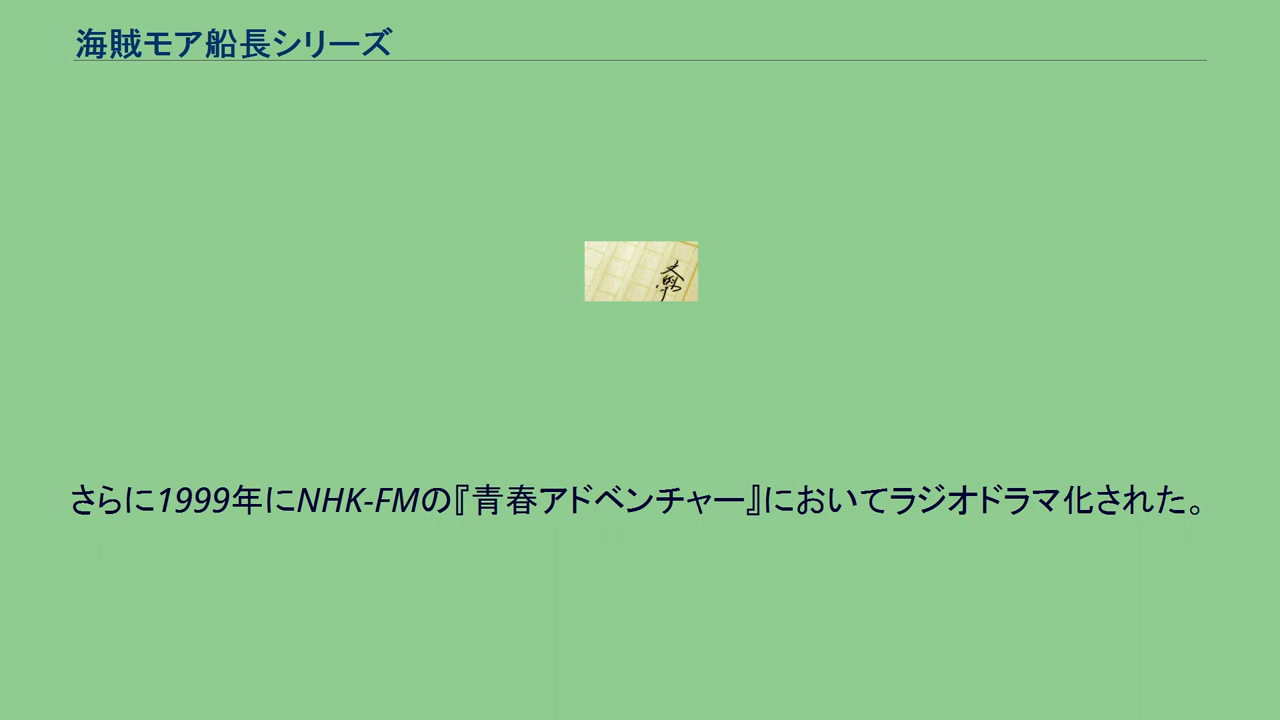 海賊モア船長シリーズ
さらに1999年にNHK-FMの『青春アドベンチャー』においてラジオドラマ化された。